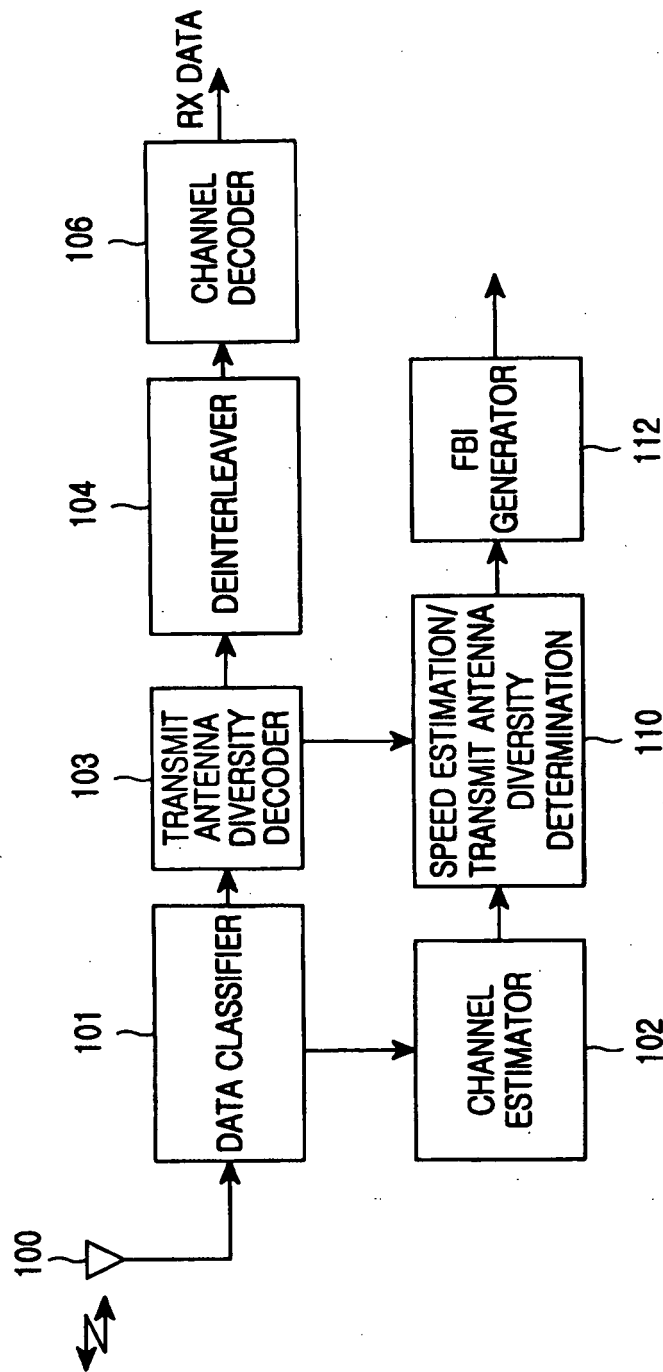 100
101
DATA CLASSIFIER
103
TRANSMIT
ANTENNA
DIVERSITY
DECODER
104
DEINTERLEAVER
106
CHANNEL
DECODER
RX DATA
CHANNEL
ESTIMATOR
102
SPEED ESTIMATION/
TRANSMIT ANTENNA
DIVERSITY
DETERMINATION
110
FBI
GENERATOR
112